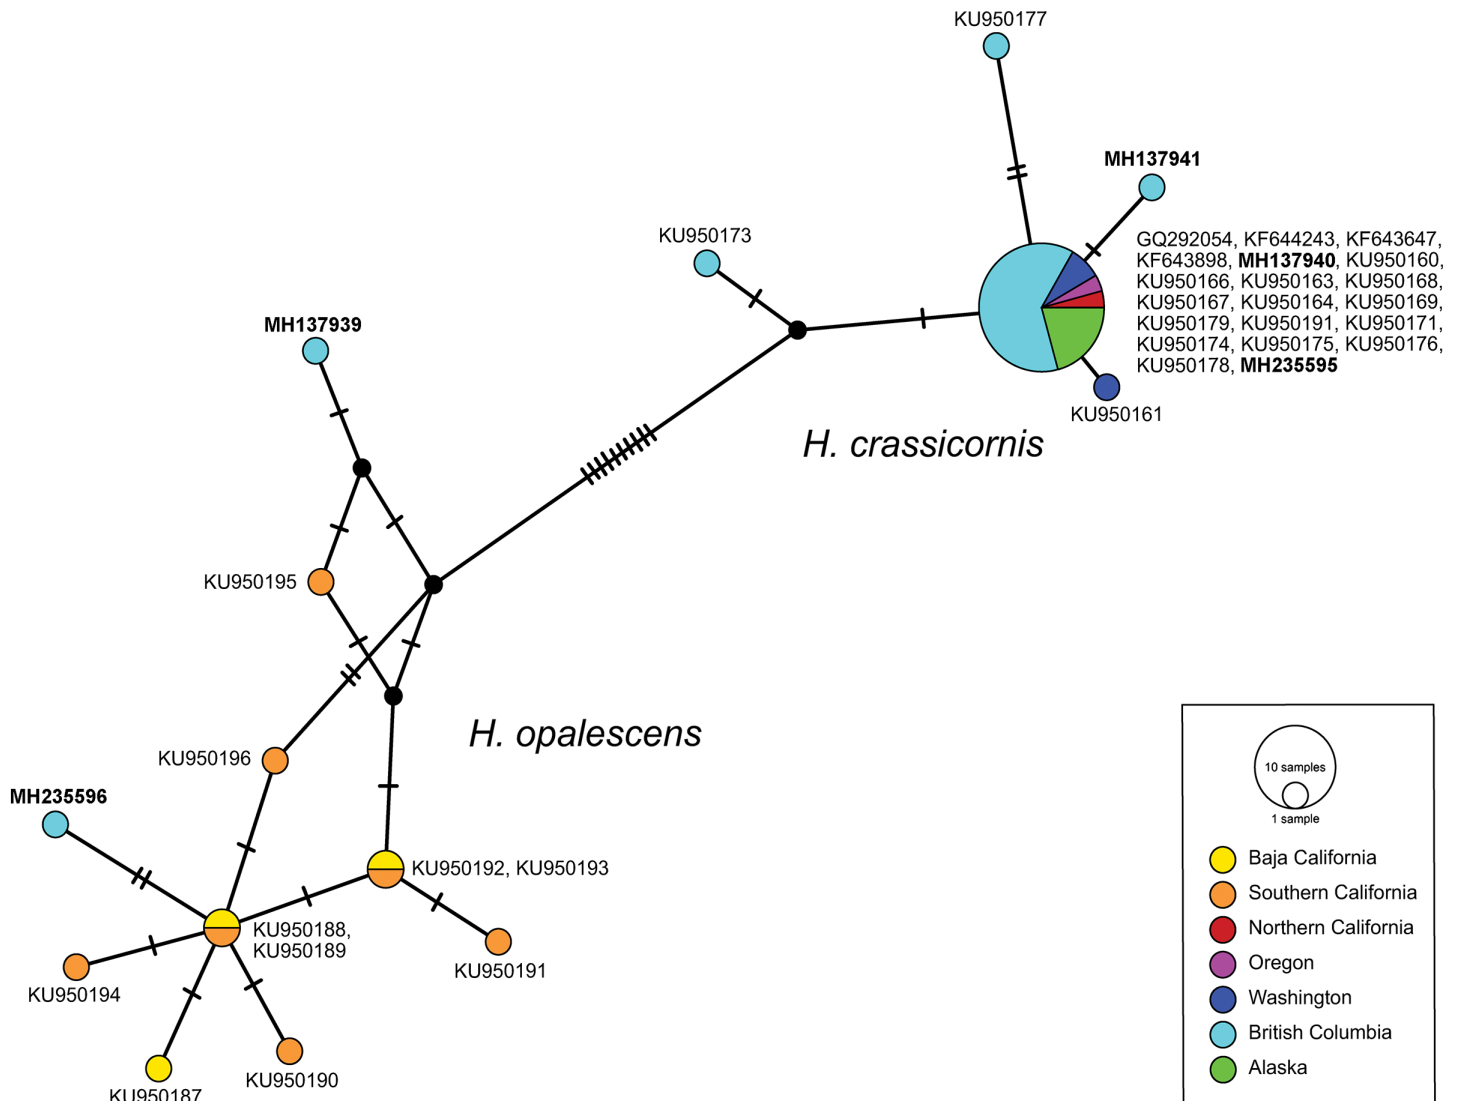 KU950177
MH137941
KU950173
GQ292054, KF644243, KF643647,
KF643898, MH137940, KU950160,
KU950166, KU950163, KU950168,
KU950167, KU950164, KU950169,
KU950179, KU950191, KU950171,
KU950174, KU950175, KU950176,
KU950178, MH235595
MH137939
KU950161
H. crassicornis
KU950195
H. opalescens
KU950196
MH235596
KU950192, KU950193
KU950188,
KU950189
KU950191
KU950194
KU950190
KU950187
10 samples
1 sample
Baja California
Southern California
Northern California
Oregon
Washington
British Columbia
Alaska